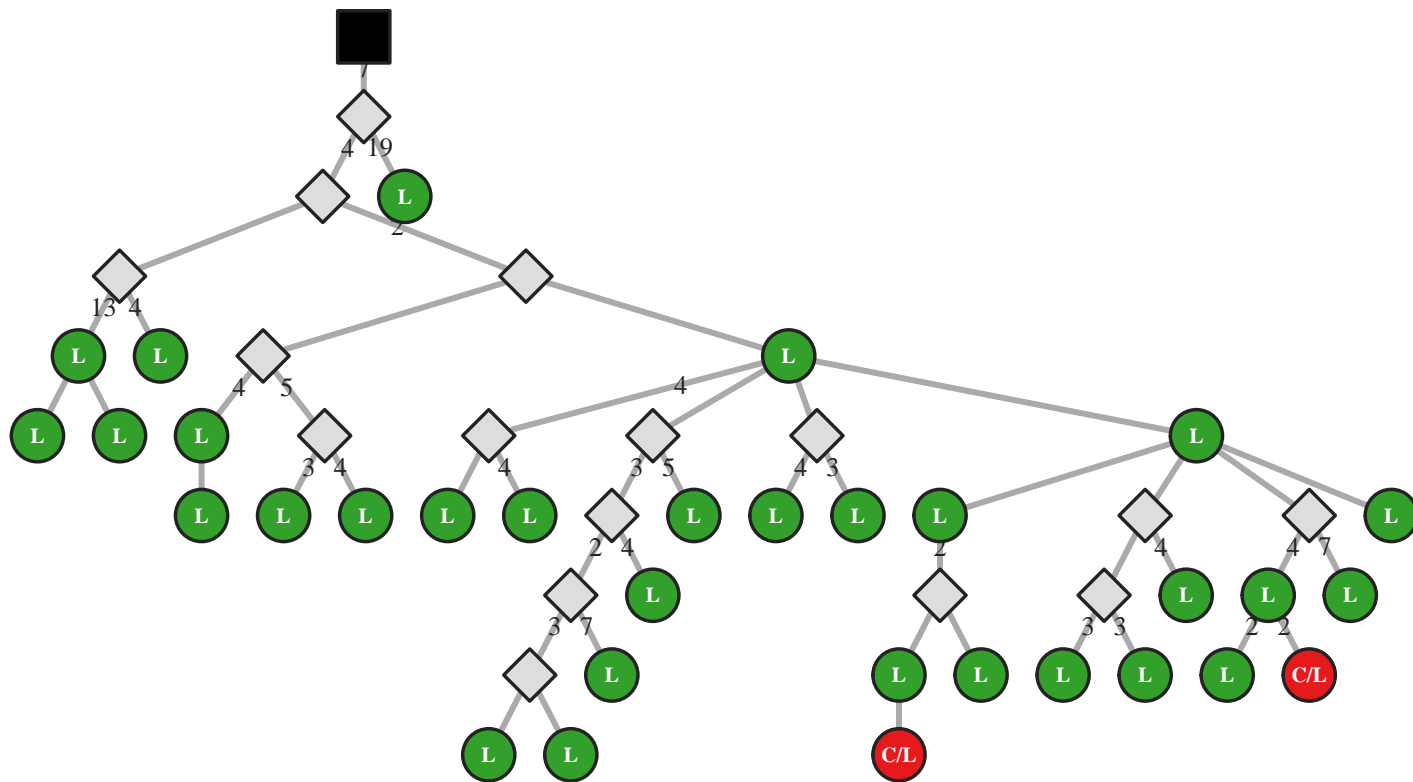 7
4 19
L
2
13 4
L L L
4 5 4
L L L L
3 4 4 3 5 4 3
L L L L L L L L L L L
2 4 2 4 4 7
L L L L
3 7 3 3 2 2
L L L L L L C/L
L L C/L